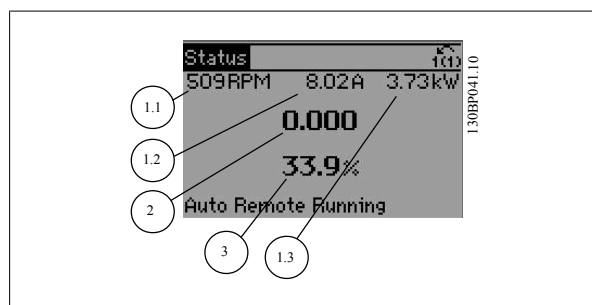 Status 1(1)
509RPM 8.02A 3.73kW
0.000
33.9%
Auto Remote Running
1.1
1.2
2
3
1.3
130BP041.10